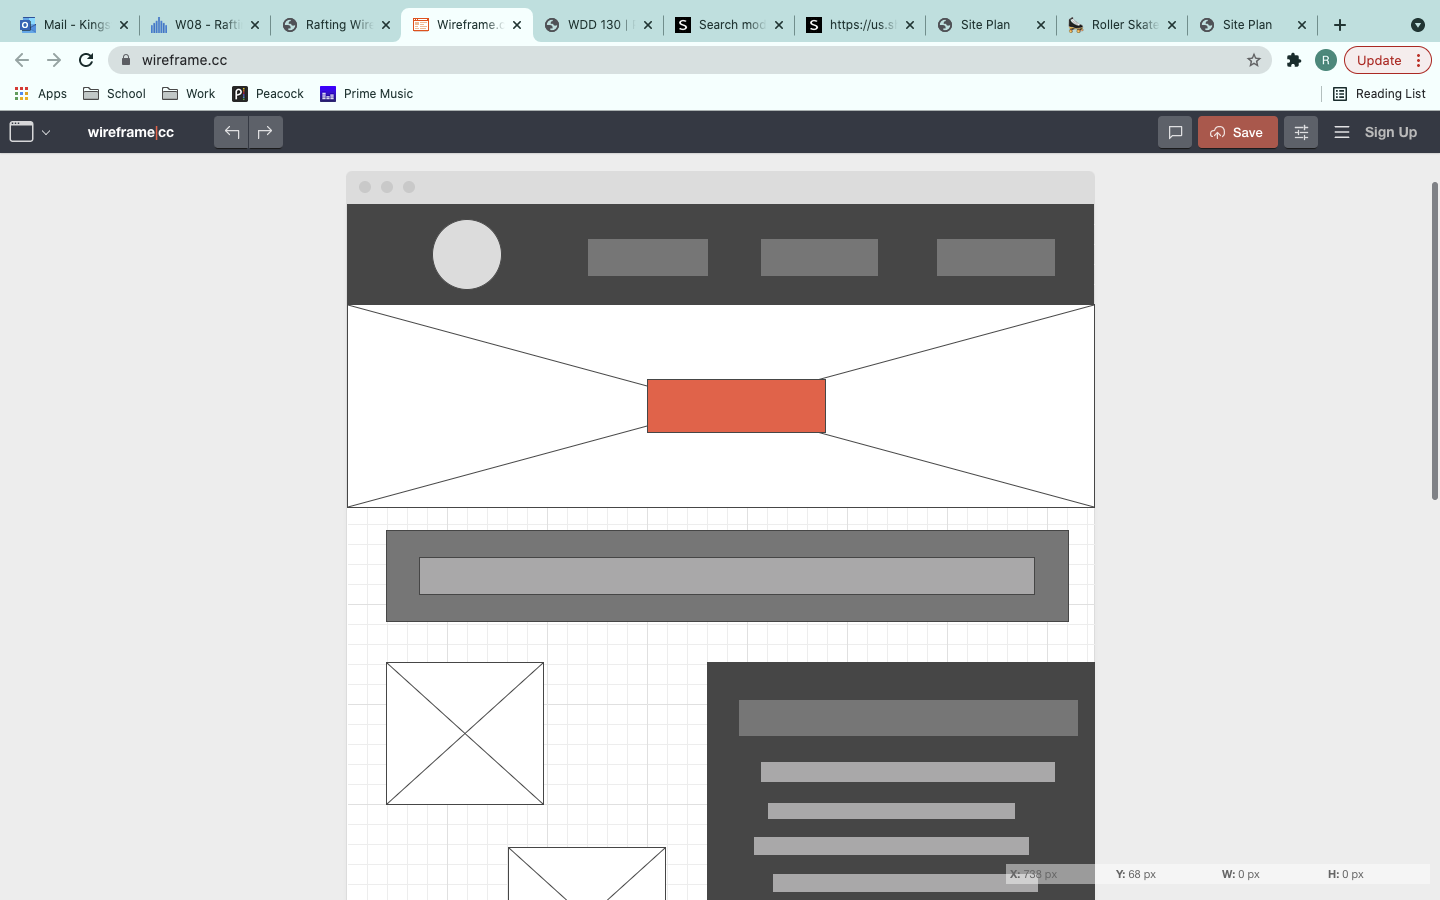 Mail - Kings
W08 - Rafti
Rafting Wire
Wireframe.c
WDD 130 |
Search mod
https://us.s
Site Plan
Roller Skate
Site Plan
wireframe.cc
R
Update
Apps
School
Work
Peacock
Prime Music
Reading List
wireframe|cc
Save
Sign Up
X: 738 px
Y: 68 px
W: 0 px
H: 0 px